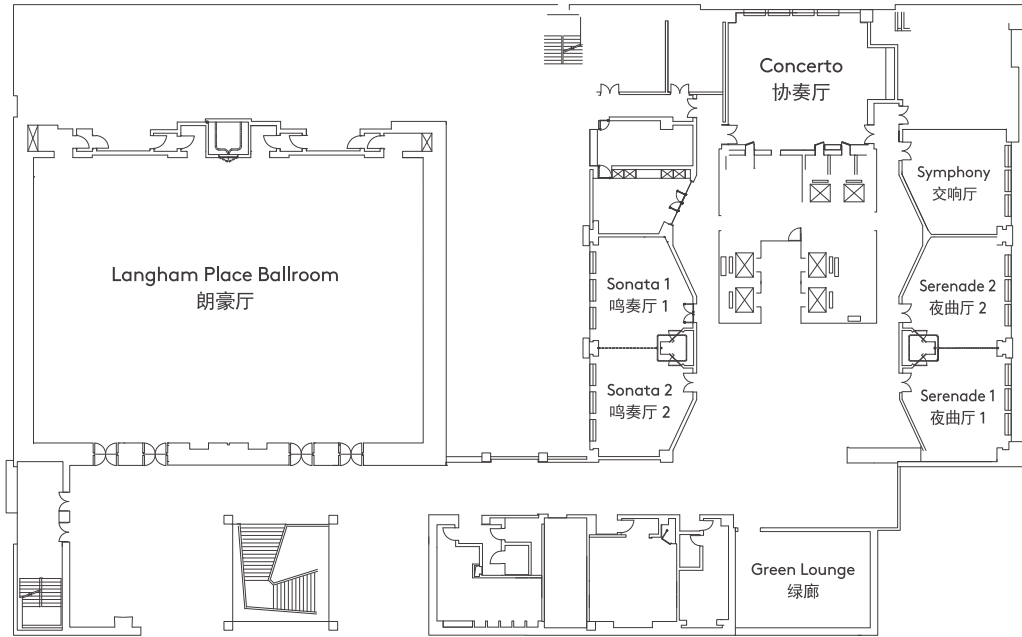 Concerto
协奏厅
Symphony
交响厅
Langham Place Ballroom
朗豪厅
Sonata 1
鸣奏厅 1
Serenade 2
夜曲厅 2
Sonata 2
鸣奏厅 2
Serenade 1
夜曲厅 1
Green Lounge
绿廊